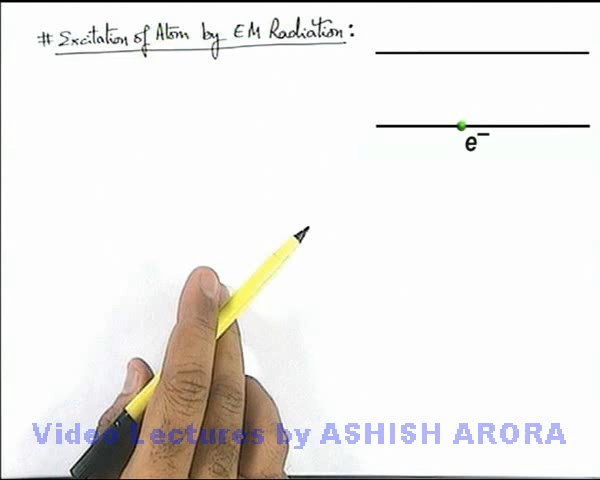 # Excitation of Atom by EM Radiation :
e–
Video Lectures by ASHISH ARORA